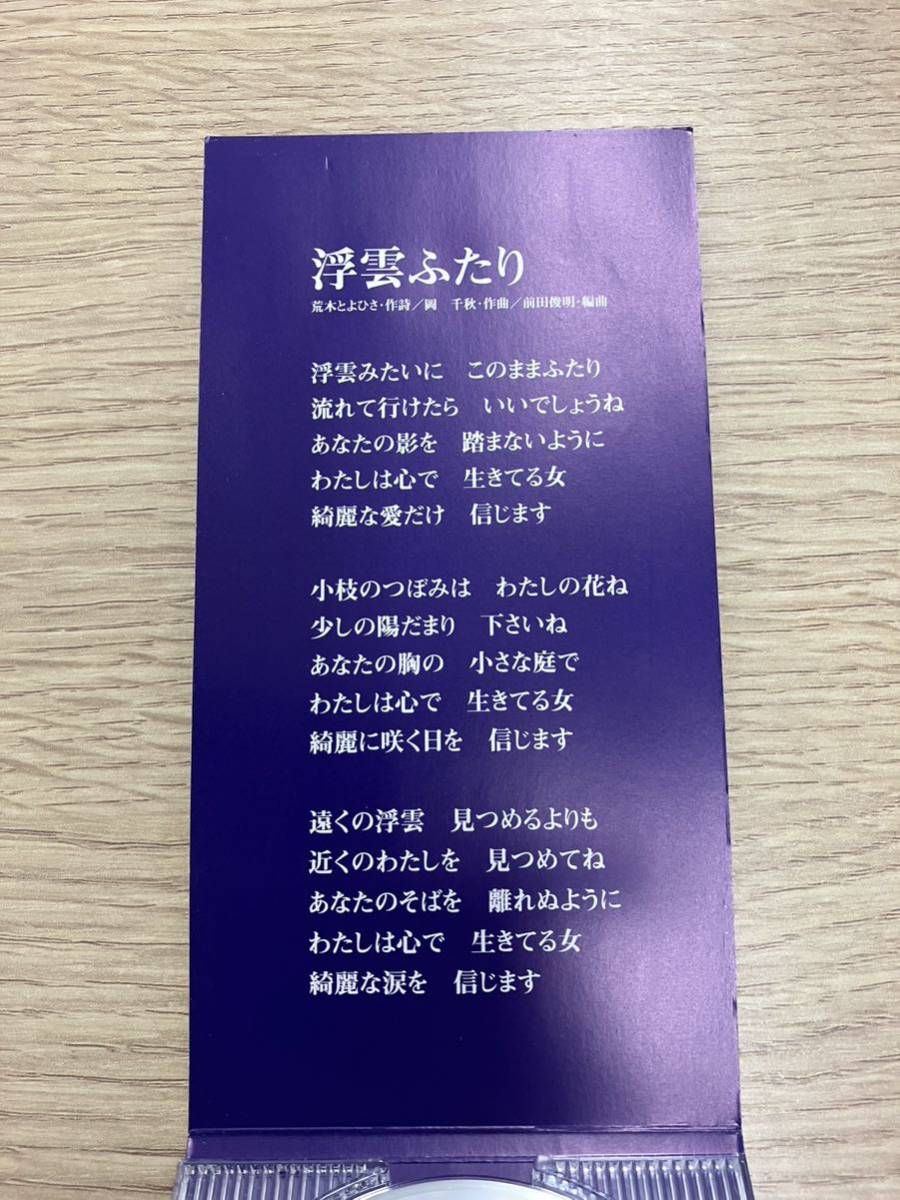 浮雲ふたり
荒木とよひさ・作詩／岡　千秋・作曲／前田俊明・編曲
浮雲みたいに　このままふたり
流れて行けたら　いいでしょうね
あなたの影を　踏まないように
わたしは心で　生きてる女
綺麗な愛だけ　信じます
小枝のつぼみは　わたしの花ね
少しの陽だまり　下さいね
あなたの胸の　小さな庭で
わたしは心で　生きてる女
綺麗に咲く日を　信じます
遠くの浮雲　見つめるよりも
近くのわたしを　見つめてね
あなたのそばを　離れぬように
わたしは心で　生きてる女
綺麗な涙を　信じます